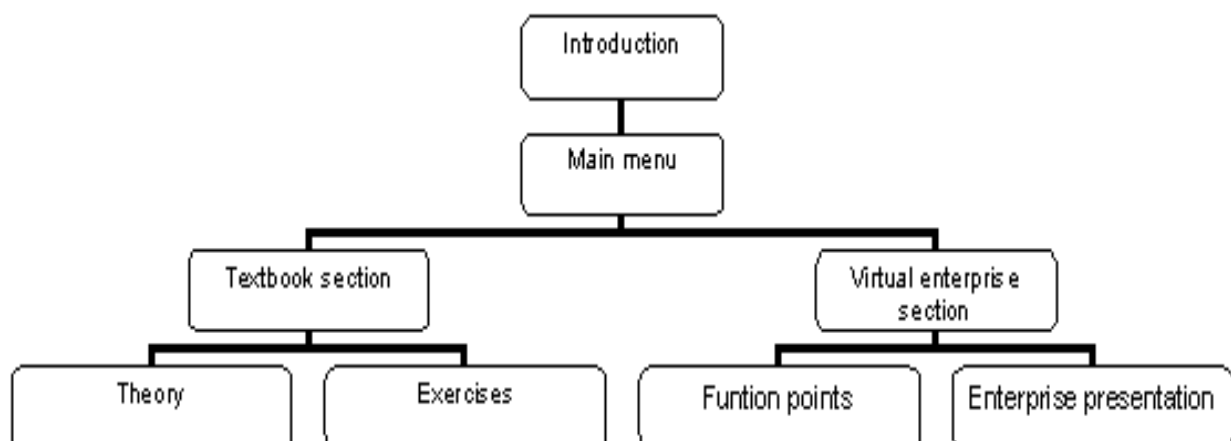 Introduction
Main menu
Textbook section
Virtual enterprise
section
Theory
Exercises
Funtion points
Enterprise presentation